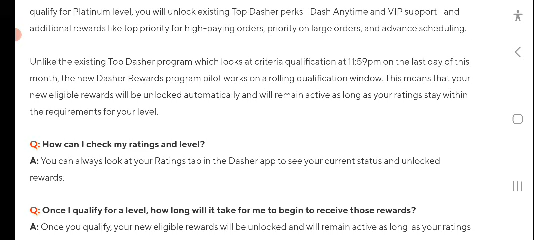 qualify for Platinum level, you will unlock existing Top Dasher perks - Dash Anytime and VIP support - and
additional rewards like top priority for high-paying orders, priority on large orders, and advance scheduling.
Unlike the existing Top Dasher program which looks at criteria qualification at 11:59pm on the last day of this
month, the new Dasher Rewards program pilot works on a rolling qualification window. This means that your
new eligible rewards will be unlocked automatically and will remain active as long as your ratings stay within
the requirements for your level.
Q: How can I check my ratings and level?
A: You can always look at your Ratings tab in the Dasher app to see your current status and unlocked
rewards.
Q: Once I qualify for a level, how long will it take for me to begin to receive those rewards?
A: Once you qualify, your new eligible rewards will be unlocked and will remain active as long as your ratings